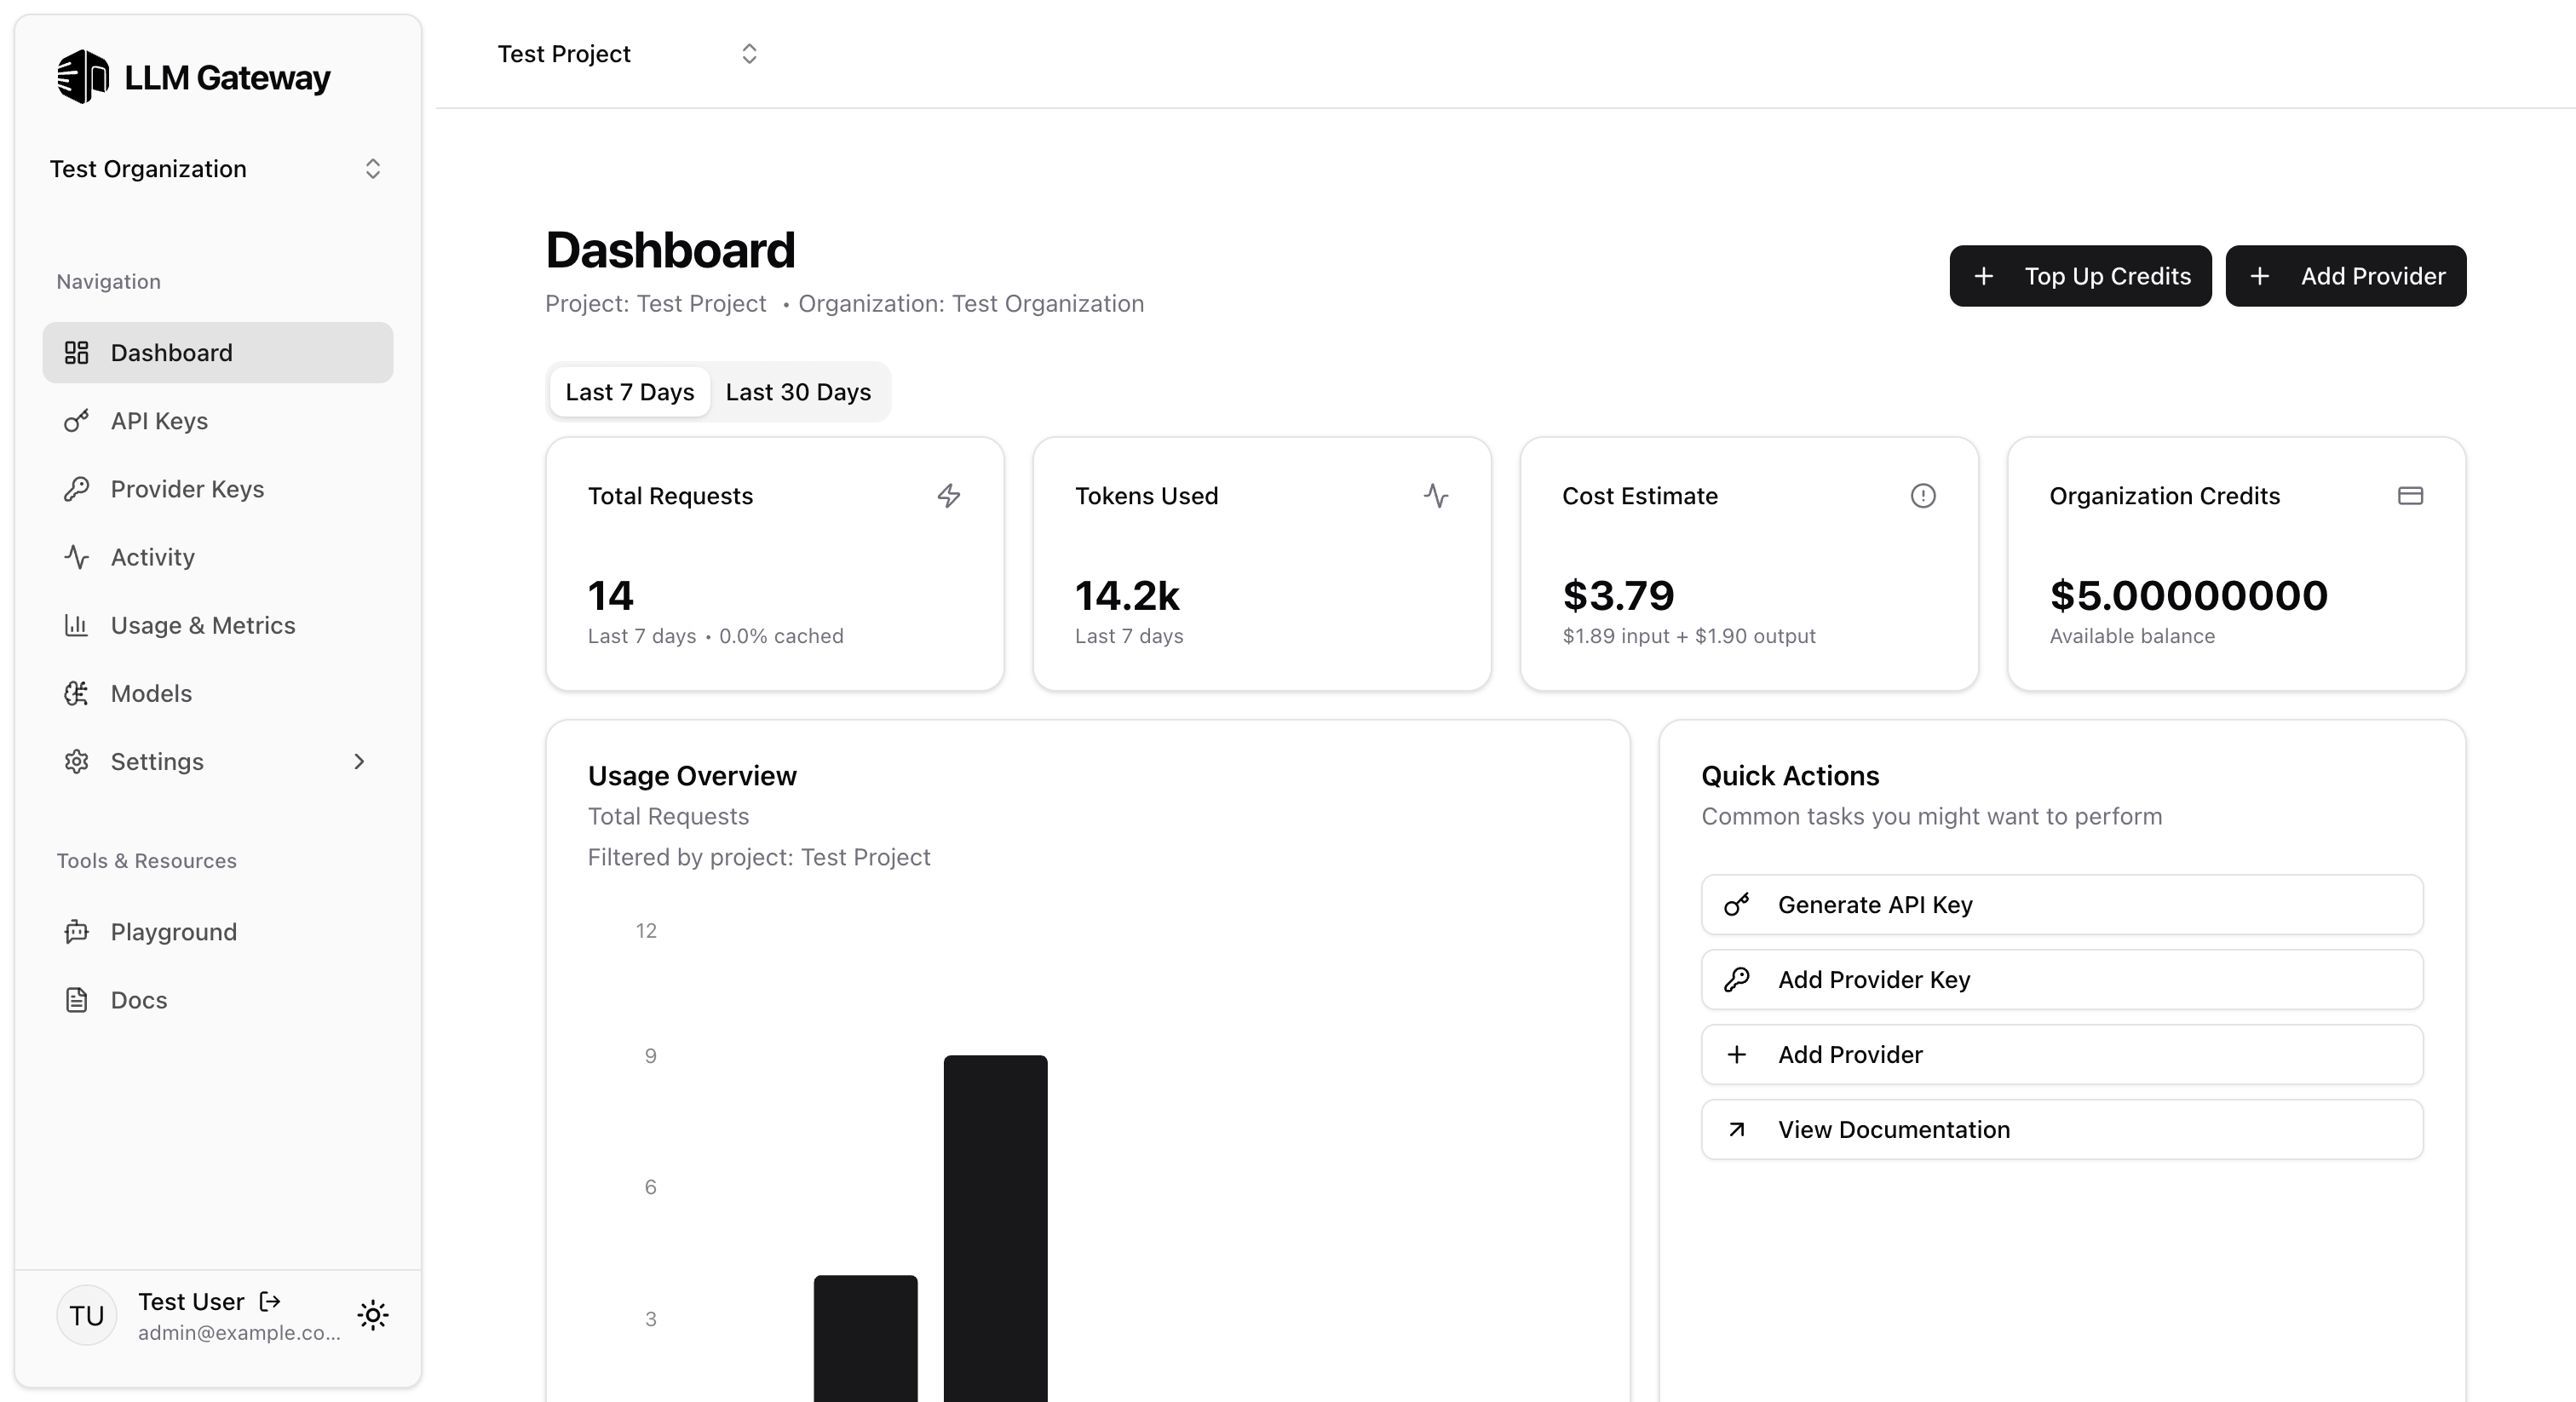 LLM Gateway
Test Organization
Navigation
Dashboard
API Keys
Provider Keys
Activity
Usage & Metrics
Models
Settings
Tools & Resources
Playground
Docs
TU
Test User
admin@example.co...
Test Project
Dashboard
Project: Test Project • Organization: Test Organization
Top Up Credits
Add Provider
Last 7 Days Last 30 Days
Total Requests
14
Last 7 days • 0.0% cached
Tokens Used
14.2k
Last 7 days
Cost Estimate
$3.79
$1.89 input + $1.90 output
Organization Credits
$5.00000000
Available balance
Usage Overview
Total Requests
Filtered by project: Test Project
12
9
6
3
Quick Actions
Common tasks you might want to perform
Generate API Key
Add Provider Key
Add Provider
View Documentation